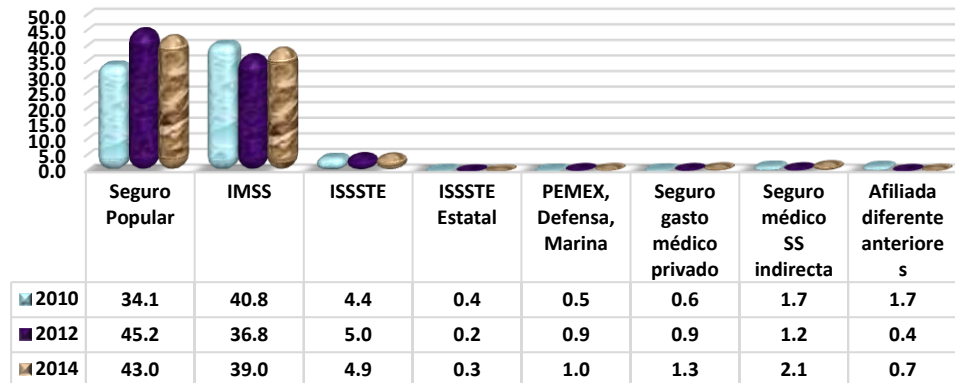 50.0
45.0
40.0
35.0
30.0
25.0
20.0
15.0
10.0
5.0
0.0
Seguro Popular
IMSS
ISSSTE
ISSSTE Estatal
PEMEX, Defensa, Marina
Seguro gasto médico privado
Seguro médico SS indirecta
Afiliada diferente anteriore s
2010 34.1 40.8 4.4 0.4 0.5 0.6 1.7 1.7
2012 45.2 36.8 5.0 0.2 0.9 0.9 1.2 0.4
2014 43.0 39.0 4.9 0.3 1.0 1.3 2.1 0.7